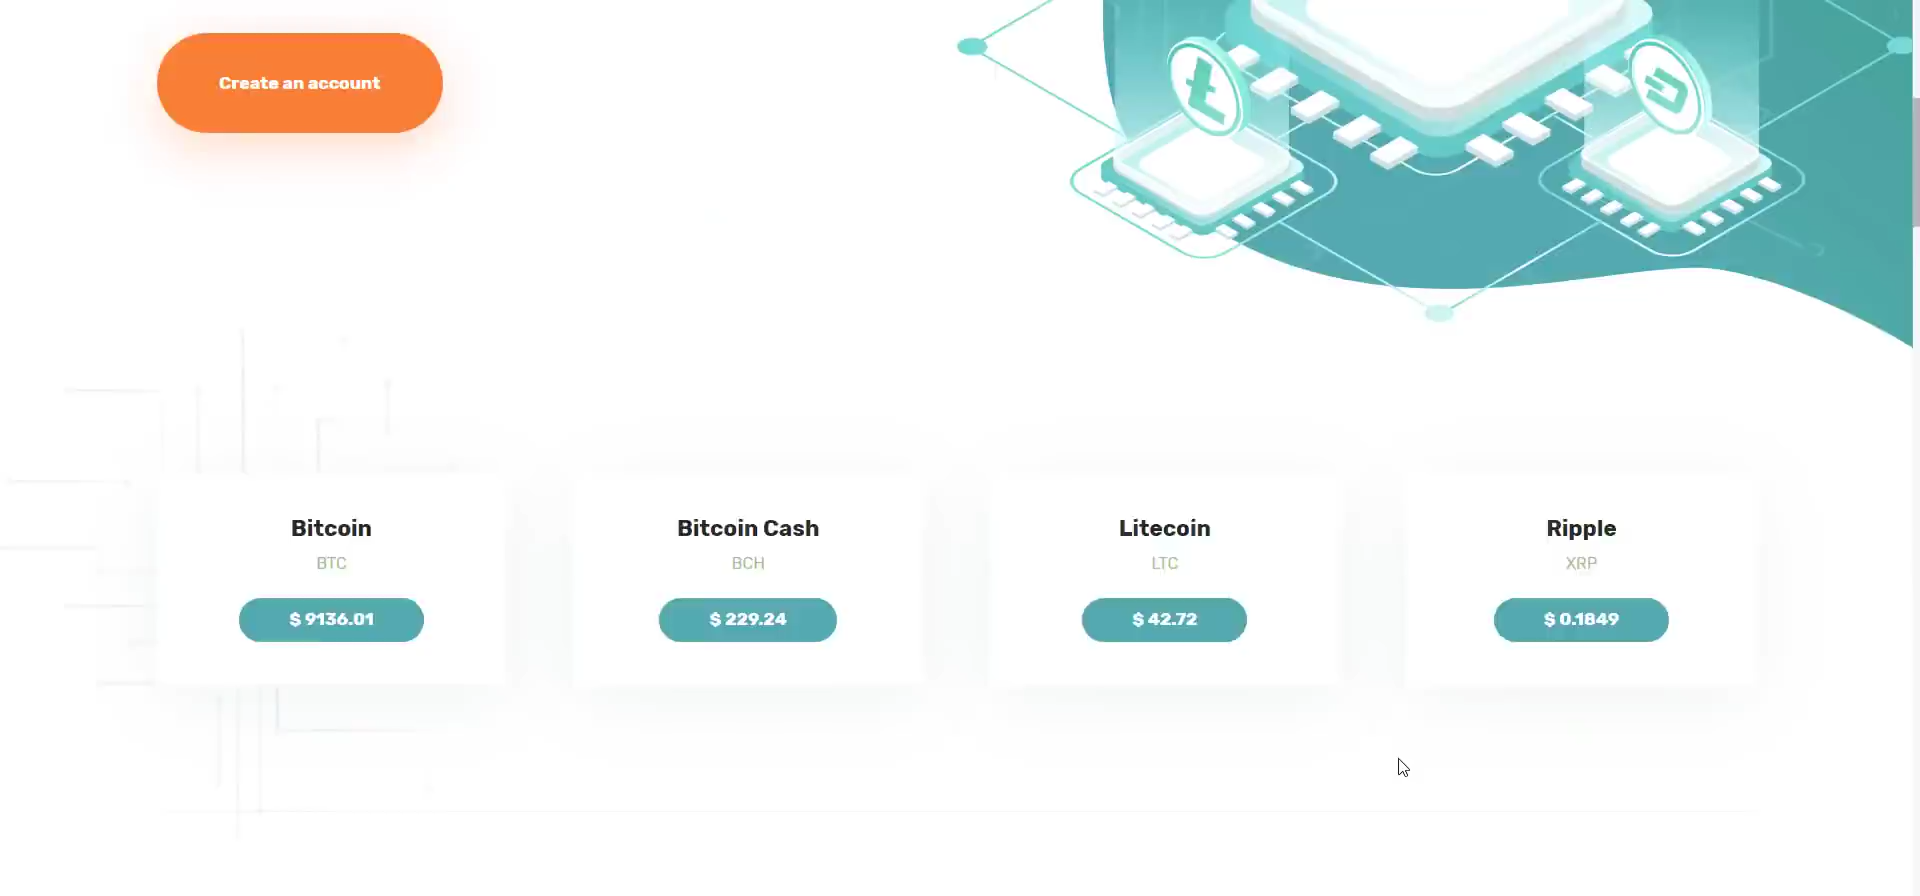 Create an account
Bitcoin
BTC
$ 9136.01
Bitcoin Cash
BCH
$ 229.24
Litecoin
LTC
$ 42.72
Ripple
XRP
$ 0.1849